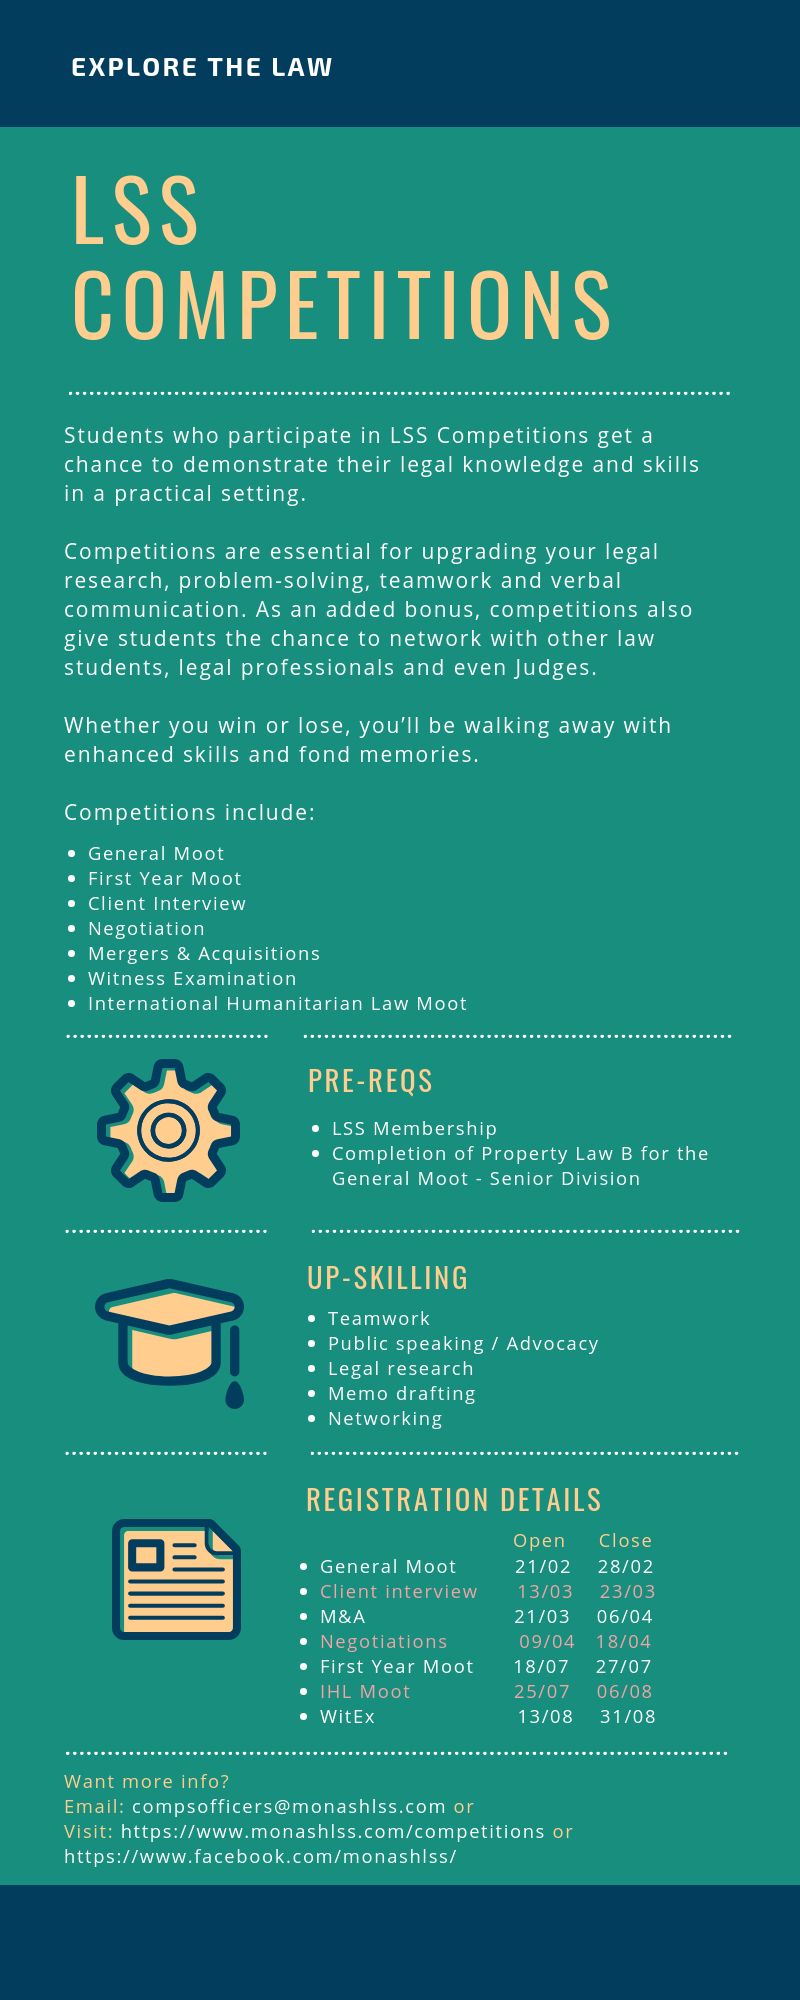 EXPLORE THE LAW
LSS
COMPETITIONS
Students who participate in LSS Competitions get a
chance to demonstrate their legal knowledge and skills
in a practical setting.
Competitions are essential for upgrading your legal
research, problem-solving, teamwork and verbal
communication. As an added bonus, competitions also
give students the chance to network with other law
students, legal professionals and even Judges.
Whether you win or lose, you’ll be walking away with
enhanced skills and fond memories.
Competitions include:
• General Moot
• First Year Moot
• Client Interview
• Negotiation
• Mergers & Acquisitions
• Witness Examination
• International Humanitarian Law Moot
PRE-REQS
• LSS Membership
• Completion of Property Law B for the
General Moot - Senior Division
UP-SKILLING
• Teamwork
• Public speaking / Advocacy
• Legal research
• Memo drafting
• Networking
REGISTRATION DETAILS
Open Close
• General Moot 21/02 28/02
• Client interview 13/03 23/03
• M&A 21/03 06/04
• Negotiations 09/04 18/04
• First Year Moot 18/07 27/07
• IHL Moot 25/07 06/08
• WitEx 13/08 31/08
Want more info?
Email: compsofficers@monashlss.com or
Visit: https://www.monashlss.com/competitions or
https://www.facebook.com/monashlss/